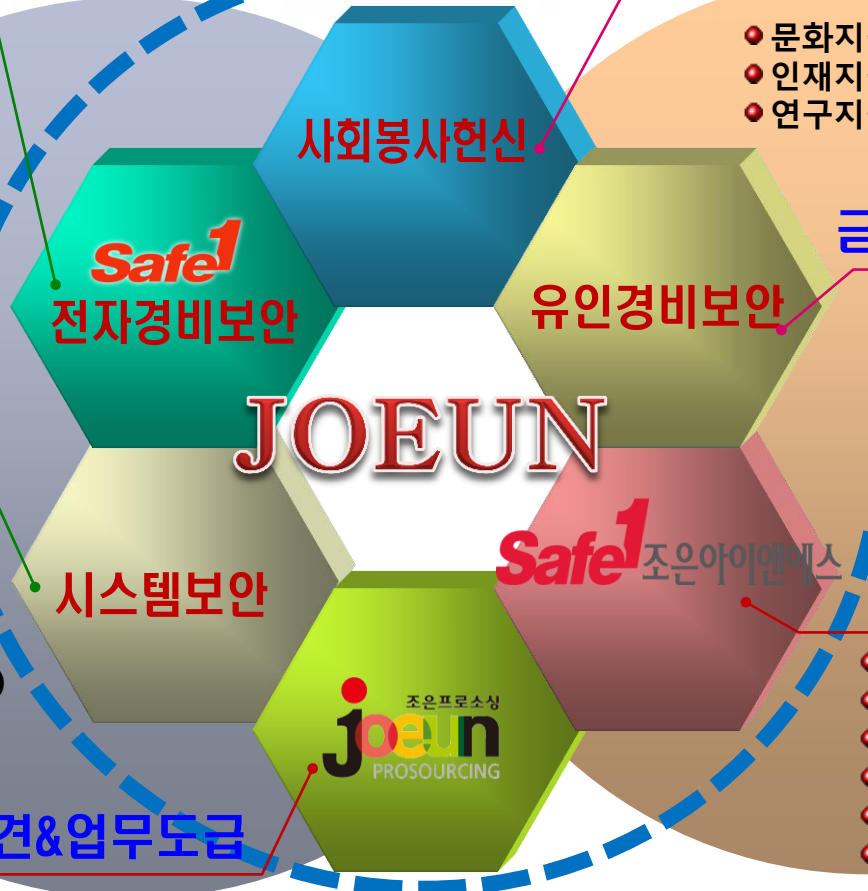 문화지
인재지
연구지
사회봉사헌신
Safe1
전자경비보안
유인경비보안
JOEUN
Safe1 조은아이앤에스
시스템보안
조은프로소싱
joeun
PROSOURCING
견&업무도급